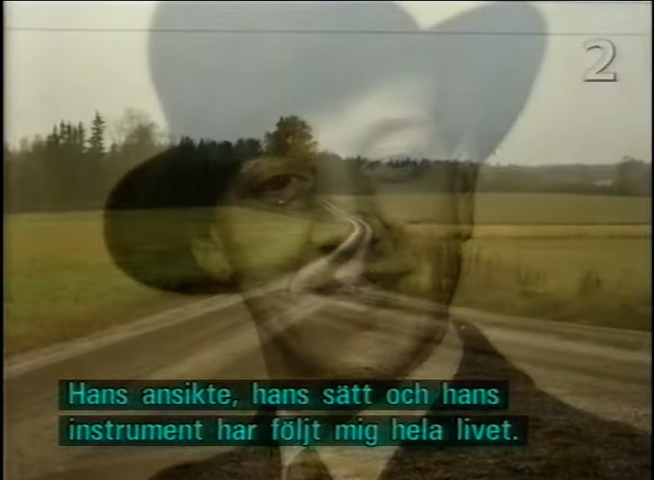 2
Hans ansikte, hans sätt och hans
instrument har följt mig hela livet.